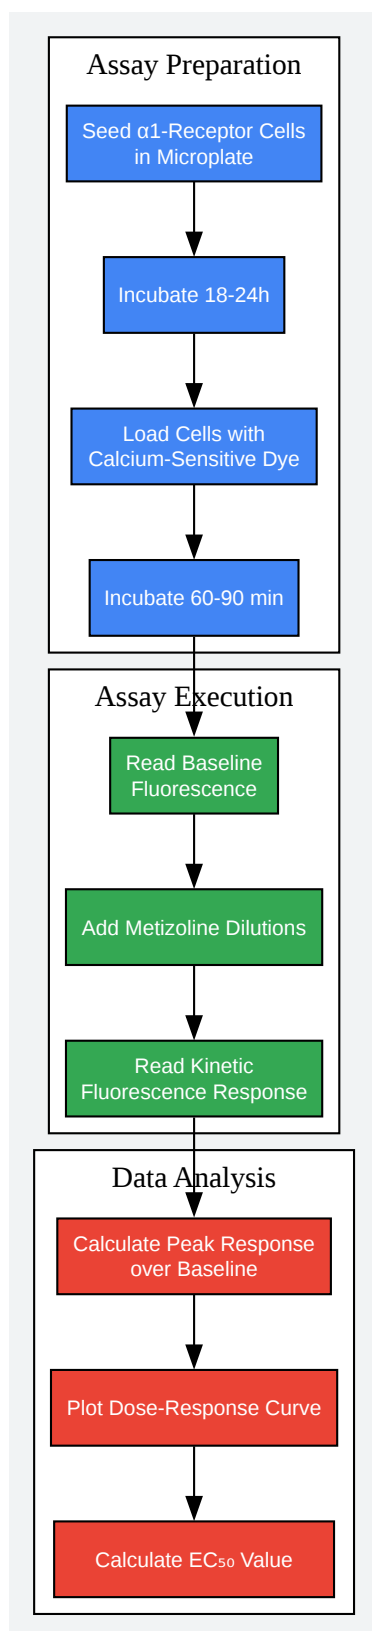 Assay Preparation
Seed α1-Receptor Cells
in Microplate
Incubate 18-24h
Load Cells with
Calcium-Sensitive Dye
Incubate 60-90 min
Assay Execution
Read Baseline
Fluorescence
Add Metizoline Dilutions
Read Kinetic
Fluorescence Response
Data Analysis
Calculate Peak Response
over Baseline
Plot Dose-Response Curve
Calculate EC₅₀ Value